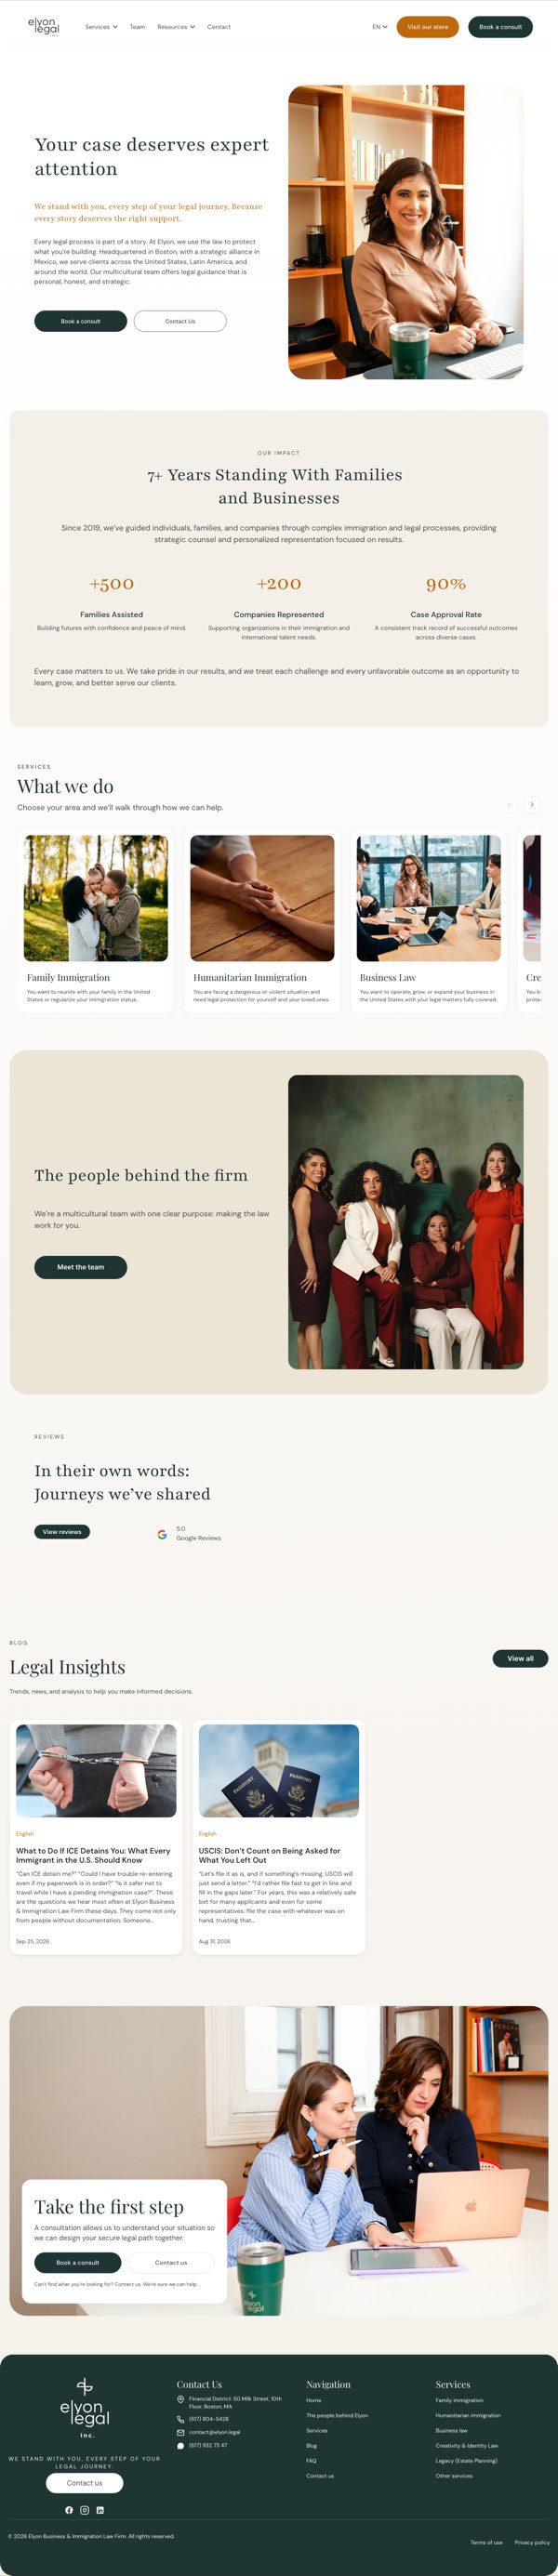 elyon
legal
INC.
Services
Team
Resources
Contact
EN
Visit our store
Book a consult
Your case deserves expert
attention
We stand with you, every step of your legal journey. Because
every story deserves the right support.
Every legal process is part of a story. At Elyon, we use the law to protect
what you're building. Headquartered in Boston, with a strategic alliance in
Mexico, we serve clients across the United States, Latin America, and
around the world. Our multicultural team offers legal guidance that is
personal, honest, and strategic.
Book a consult
Contact Us
OUR IMPACT
7+ Years Standing With Families
and Businesses
Since 2019, we've guided individuals, families, and companies through complex immigration and legal processes, providing
strategic counsel and personalized representation focused on results.
+500
Families Assisted
Building futures with confidence and peace of mind.
+200
Companies Represented
Supporting organizations in their immigration and
international talent needs.
90%
Case Approval Rate
A consistent track record of successful outcomes
across diverse cases.
Every case matters to us. We take pride in our results, and we treat each challenge and every unfavorable outcome as an opportunity to
learn, grow, and better serve our clients.
SERVICES
What we do
Choose your area and we'll walk through how we can help.
Family Immigration
You want to reunite with your family in the United
States or regularize your immigration status.
Humanitarian Immigration
You are facing a dangerous or violent situation and
need legal protection for yourself and your loved ones.
Business Law
You want to operate, grow, or expand your business in
the United States with your legal matters fully covered.
Cre
You b
prote
The people behind the firm
We're a multicultural team with one clear purpose: making the law
work for you.
Meet the team
REVIEWS
In their own words:
Journeys we've shared
View reviews
5.0
Google Reviews
BLOG
Legal Insights
Trends, news, and analysis to help you make informed decisions.
View all
English
What to Do If ICE Detains You: What Every
Immigrant in the U.S. Should Know
"Can ICE detain me?" "Could I have trouble re-entering
even if my paperwork is in order?" "Is it safer not to
travel while I have a pending immigration case?". These
are the questions we hear most often at Elyon Business
& Immigration Law Firm these days. They come not only
from people without documentation. Someone...
Sep 25, 2026
PASSPORT
PASSPORT
English
USCIS: Don't Count on Being Asked for
What You Left Out
"Let's file it as is, and if something's missing, USCIS will
just send a letter." "I'd rather file fast to get in line and
fill in the gaps later." For years, this was a relatively safe
bet for many applicants and even for some
representatives: file the case with whatever was on
hand, trusting that...
Aug 31, 2026
Take the first step
A consultation allows us to understand your situation so
we can design your secure legal path together.
Book a consult
Contact us
Can't find what you're looking for? Contact us. We're sure we can help.
elyon
legal
elyon
legal
Inc.
WE STAND WITH YOU, EVERY STEP OF YOUR
LEGAL JOURNEY.
Contact us
Contact Us
Financial District: 50 Milk Street, 10th
Floor, Boston, MA
(617) 804-5428
contact@elyon.legal
(617) 932 73 47
Navigation
Home
The people behind Elyon
Services
Blog
FAQ
Contact us
Services
Family immigration
Humanitarian immigration
Business law
Creativity & Identity Law
Legacy (Estate Planning)
Other services
© 2026 Elyon Business & Immigration Law Firm. All rights reserved.
Terms of use
Privacy policy